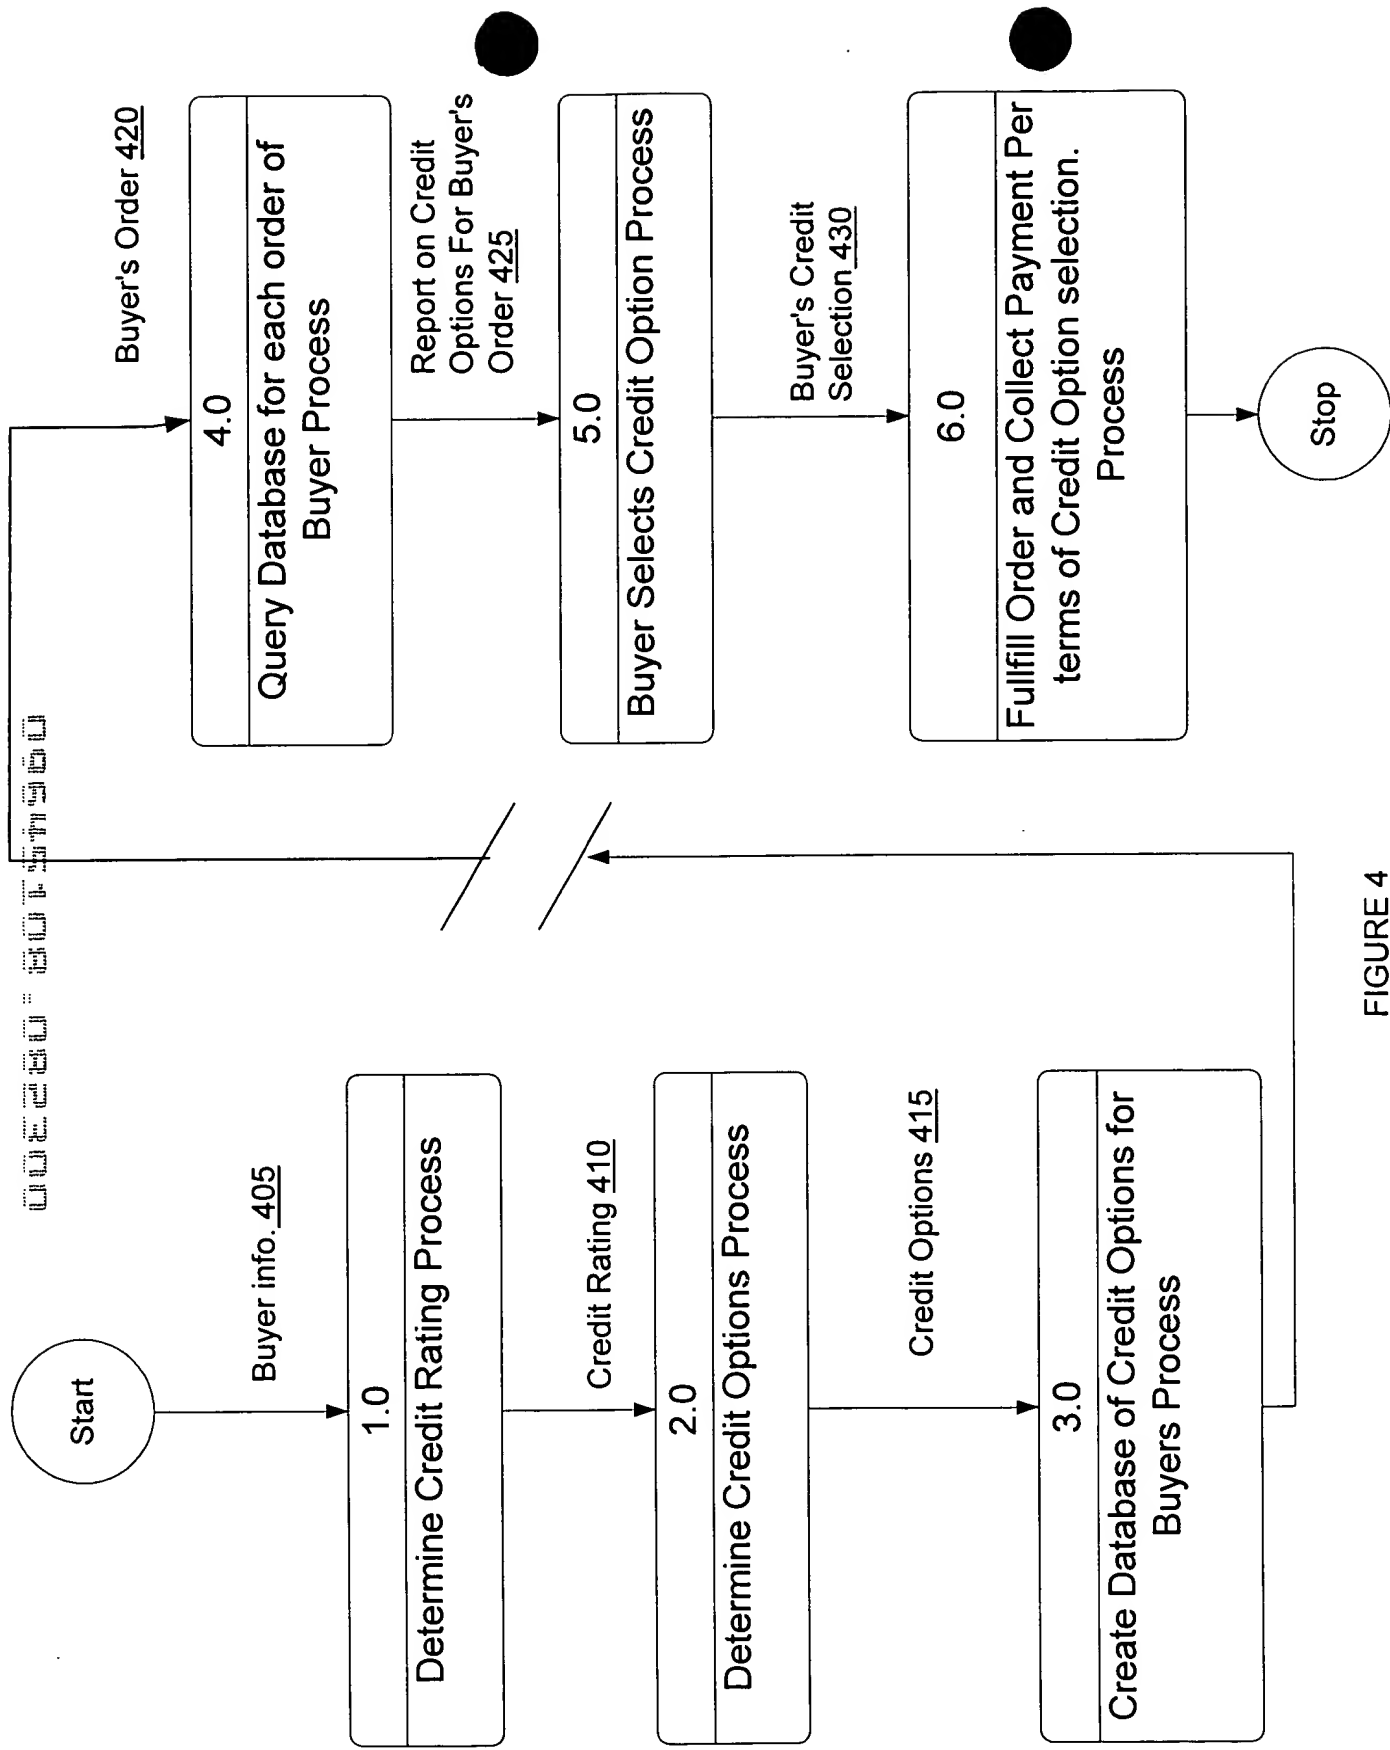 Start
Buyer info. 405
1.0
Determine Credit Rating Process
Credit Rating 410
2.0
Determine Credit Options Process
Credit Options 415
3.0
Create Database of Credit Options for
Buyers Process
Buyer's Order 420
4.0
Query Database for each order of
Buyer Process
Report on Credit
Options For Buyer's
Order 425
5.0
Buyer Selects Credit Option Process
Buyer's Credit
Selection 430
6.0
Fullfill Order and Collect Payment Per
terms of Credit Option selection.
Process
Stop
FIGURE 4